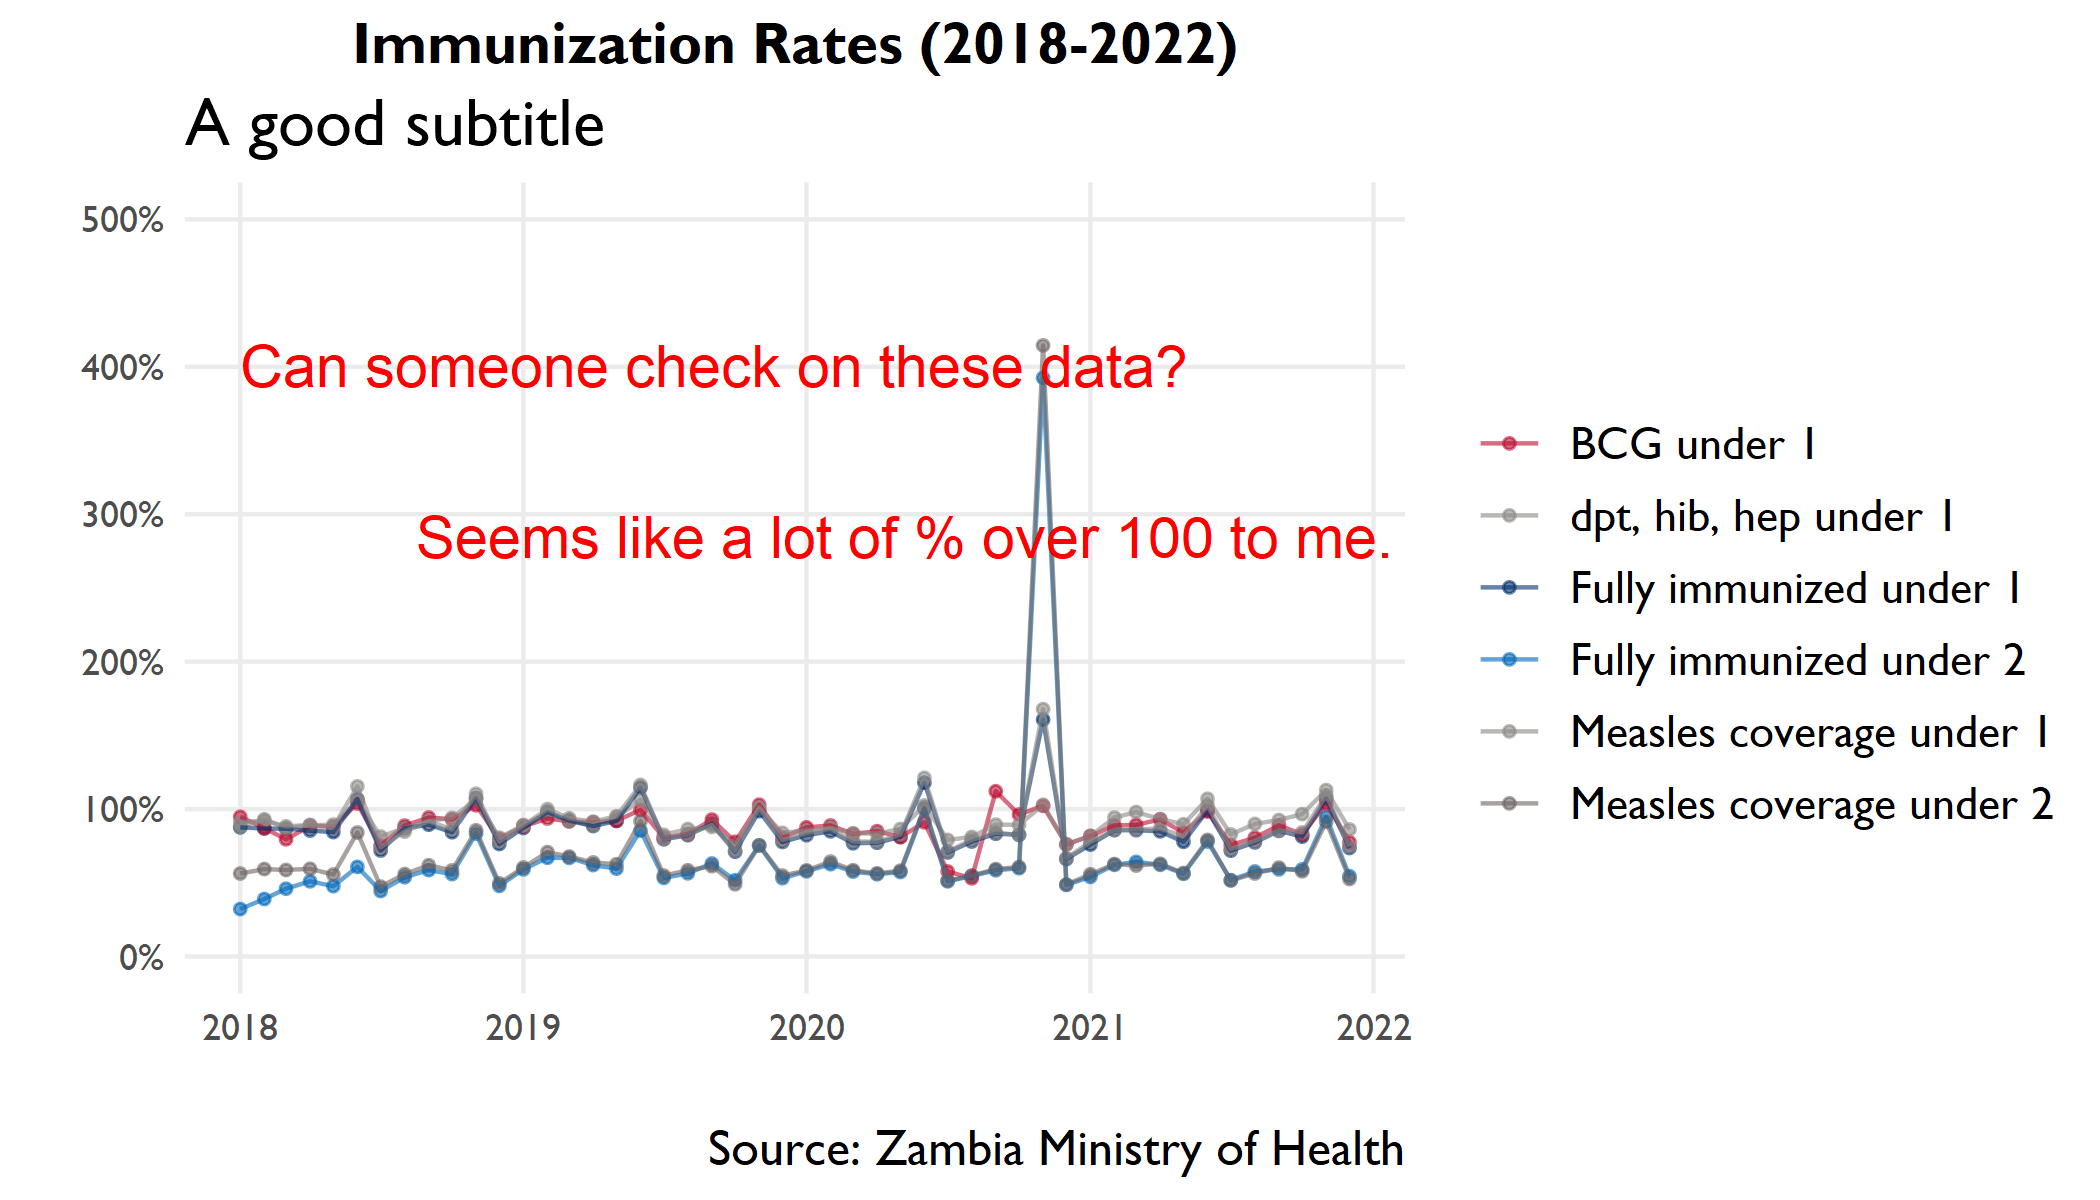 Immunization Rates (2018-2022)
A good subtitle
500%
400%
300%
200%
100%
0%
Can someone check on these data?
Seems like a lot of % over 100 to me.
2018
2019
2020
2021
2022
BCG under 1
dpt, hib, hep under 1
Fully immunized under 1
Fully immunized under 2
Measles coverage under 1
Measles coverage under 2
Source: Zambia Ministry of Health